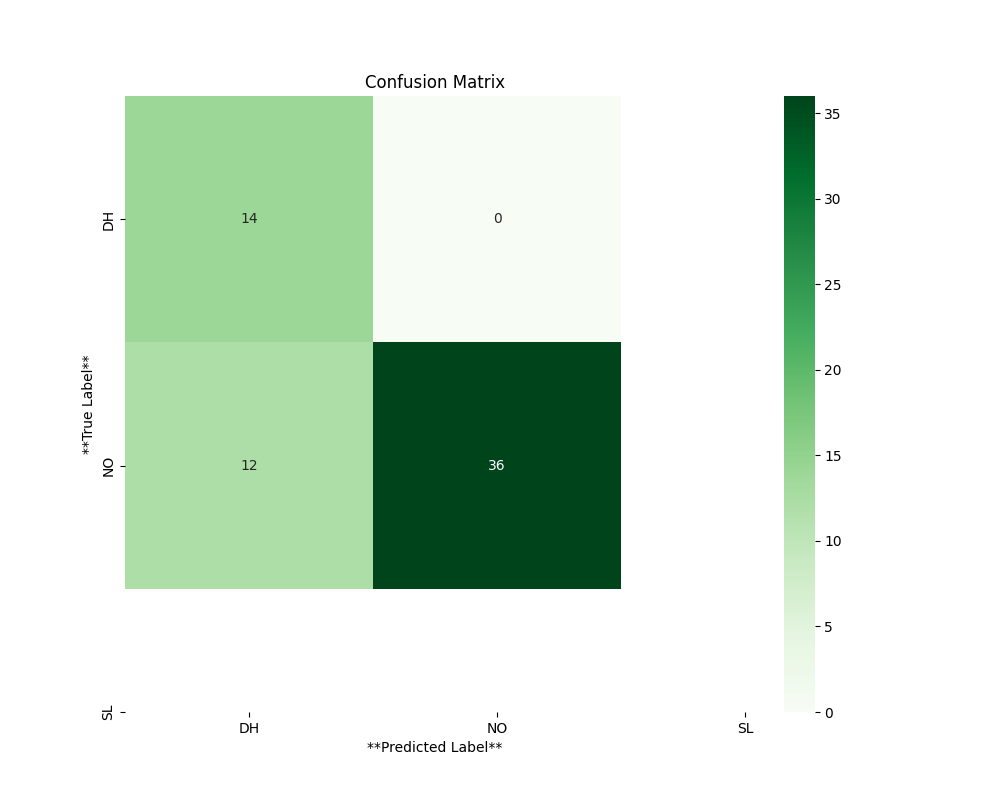 Confusion Matrix
35
30
25
20
15
10
5
0
DH
14
0
**True Label**
NO
12
36
SL
DH
NO
SL
**Predicted Label**